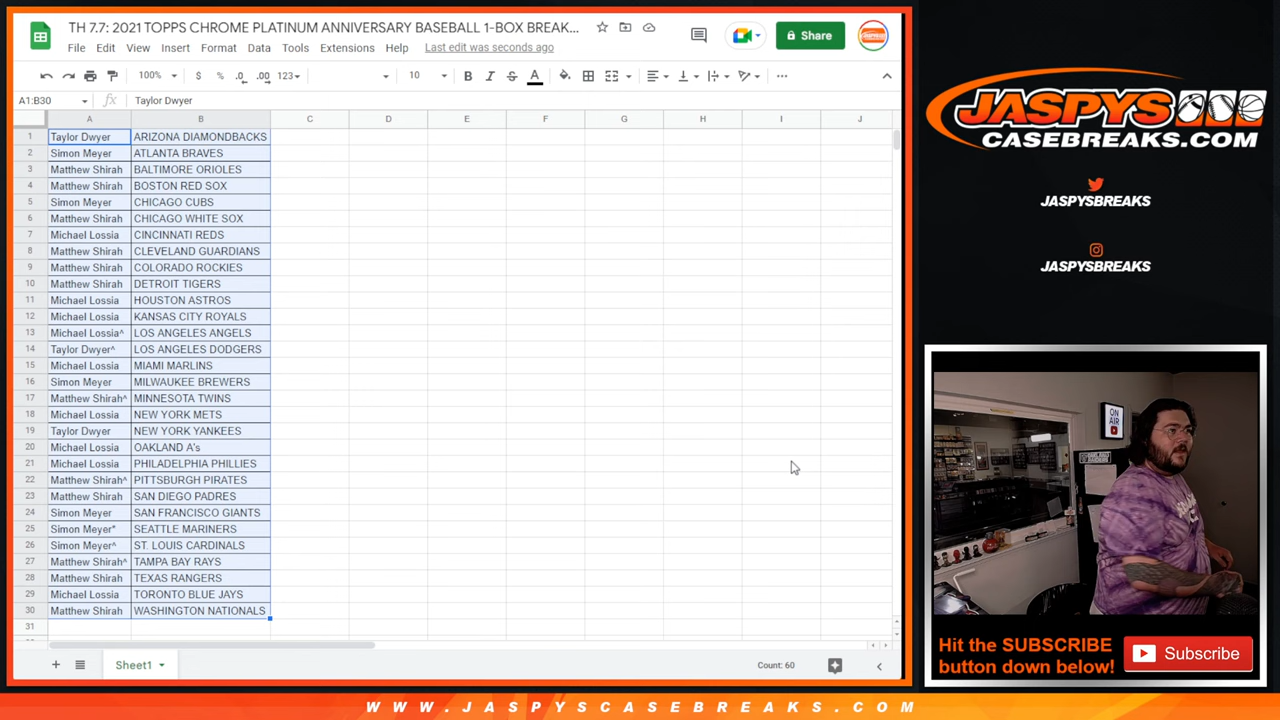 TH 7.7: 2021 TOPPS CHROME PLATINUM ANNIVERSARY BASEBALL 1-BOX BREAK...
File Edit View Insert Format Data Tools Extensions Help Last edit was seconds ago
Share
100% $ % .0 .00 123 10 B I S A
A1:B30 fx Taylor Dwyer
A B C D E F G H I J
1 Taylor Dwyer ARIZONA DIAMONDBACKS
2 Simon Meyer ATLANTA BRAVES
3 Matthew Shirah BALTIMORE ORIOLES
4 Matthew Shirah BOSTON RED SOX
5 Simon Meyer CHICAGO CUBS
6 Matthew Shirah CHICAGO WHITE SOX
7 Michael Lossia CINCINNATI REDS
8 Matthew Shirah CLEVELAND GUARDIANS
9 Matthew Shirah COLORADO ROCKIES
10 Matthew Shirah DETROIT TIGERS
11 Michael Lossia HOUSTON ASTROS
12 Michael Lossia KANSAS CITY ROYALS
13 Michael Lossia^ LOS ANGELES ANGELS
14 Taylor Dwyer^ LOS ANGELES DODGERS
15 Michael Lossia MIAMI MARLINS
16 Simon Meyer MILWAUKEE BREWERS
17 Matthew Shirah^ MINNESOTA TWINS
18 Michael Lossia NEW YORK METS
19 Taylor Dwyer NEW YORK YANKEES
20 Michael Lossia OAKLAND A's
21 Michael Lossia PHILADELPHIA PHILLIES
22 Matthew Shirah^ PITTSBURGH PIRATES
23 Matthew Shirah SAN DIEGO PADRES
24 Simon Meyer SAN FRANCISCO GIANTS
25 Simon Meyer* SEATTLE MARINERS
26 Simon Meyer^ ST. LOUIS CARDINALS
27 Matthew Shirah^ TAMPA BAY RAYS
28 Matthew Shirah TEXAS RANGERS
29 Michael Lossia TORONTO BLUE JAYS
30 Matthew Shirah WASHINGTON NATIONALS
31
Sheet1
Count: 60
JASPYS
CASEBREAKS.COM
JASPYSBREAKS
JASPYSBREAKS
ON
AIR
Hit the SUBSCRIBE
button down below!
Subscribe
WWW.JASPYSCASEBREAKS.COM